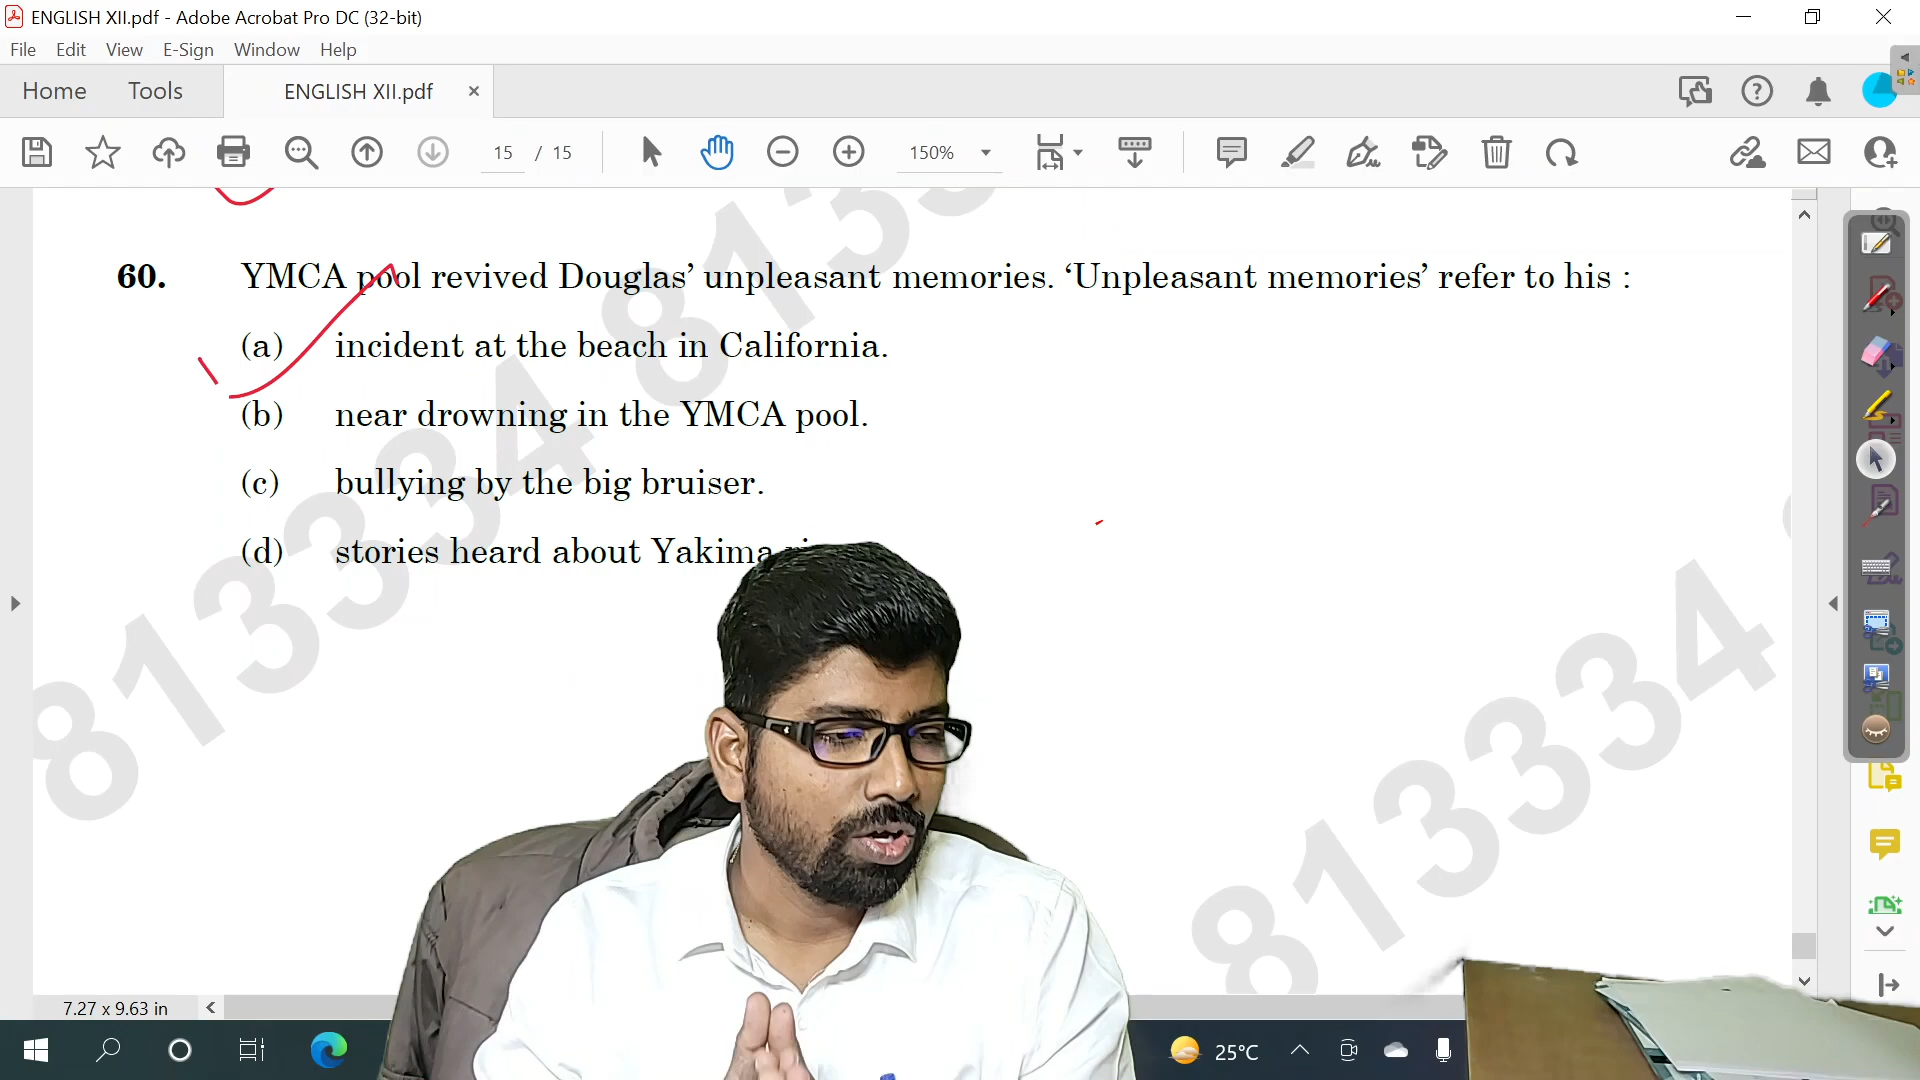 ENGLISH XII.pdf - Adobe Acrobat Pro DC (32-bit)
File Edit View E-Sign Window Help
Home Tools ENGLISH XII.pdf ×
15 / 15 150%
60. YMCA pool revived Douglas’ unpleasant memories. ‘Unpleasant memories’ refer to his :
(a) incident at the beach in California.
(b) near drowning in the YMCA pool.
(c) bullying by the big bruiser.
(d) stories heard about Yakima
81334 81334
81334
7.27 x 9.63 in
25°C